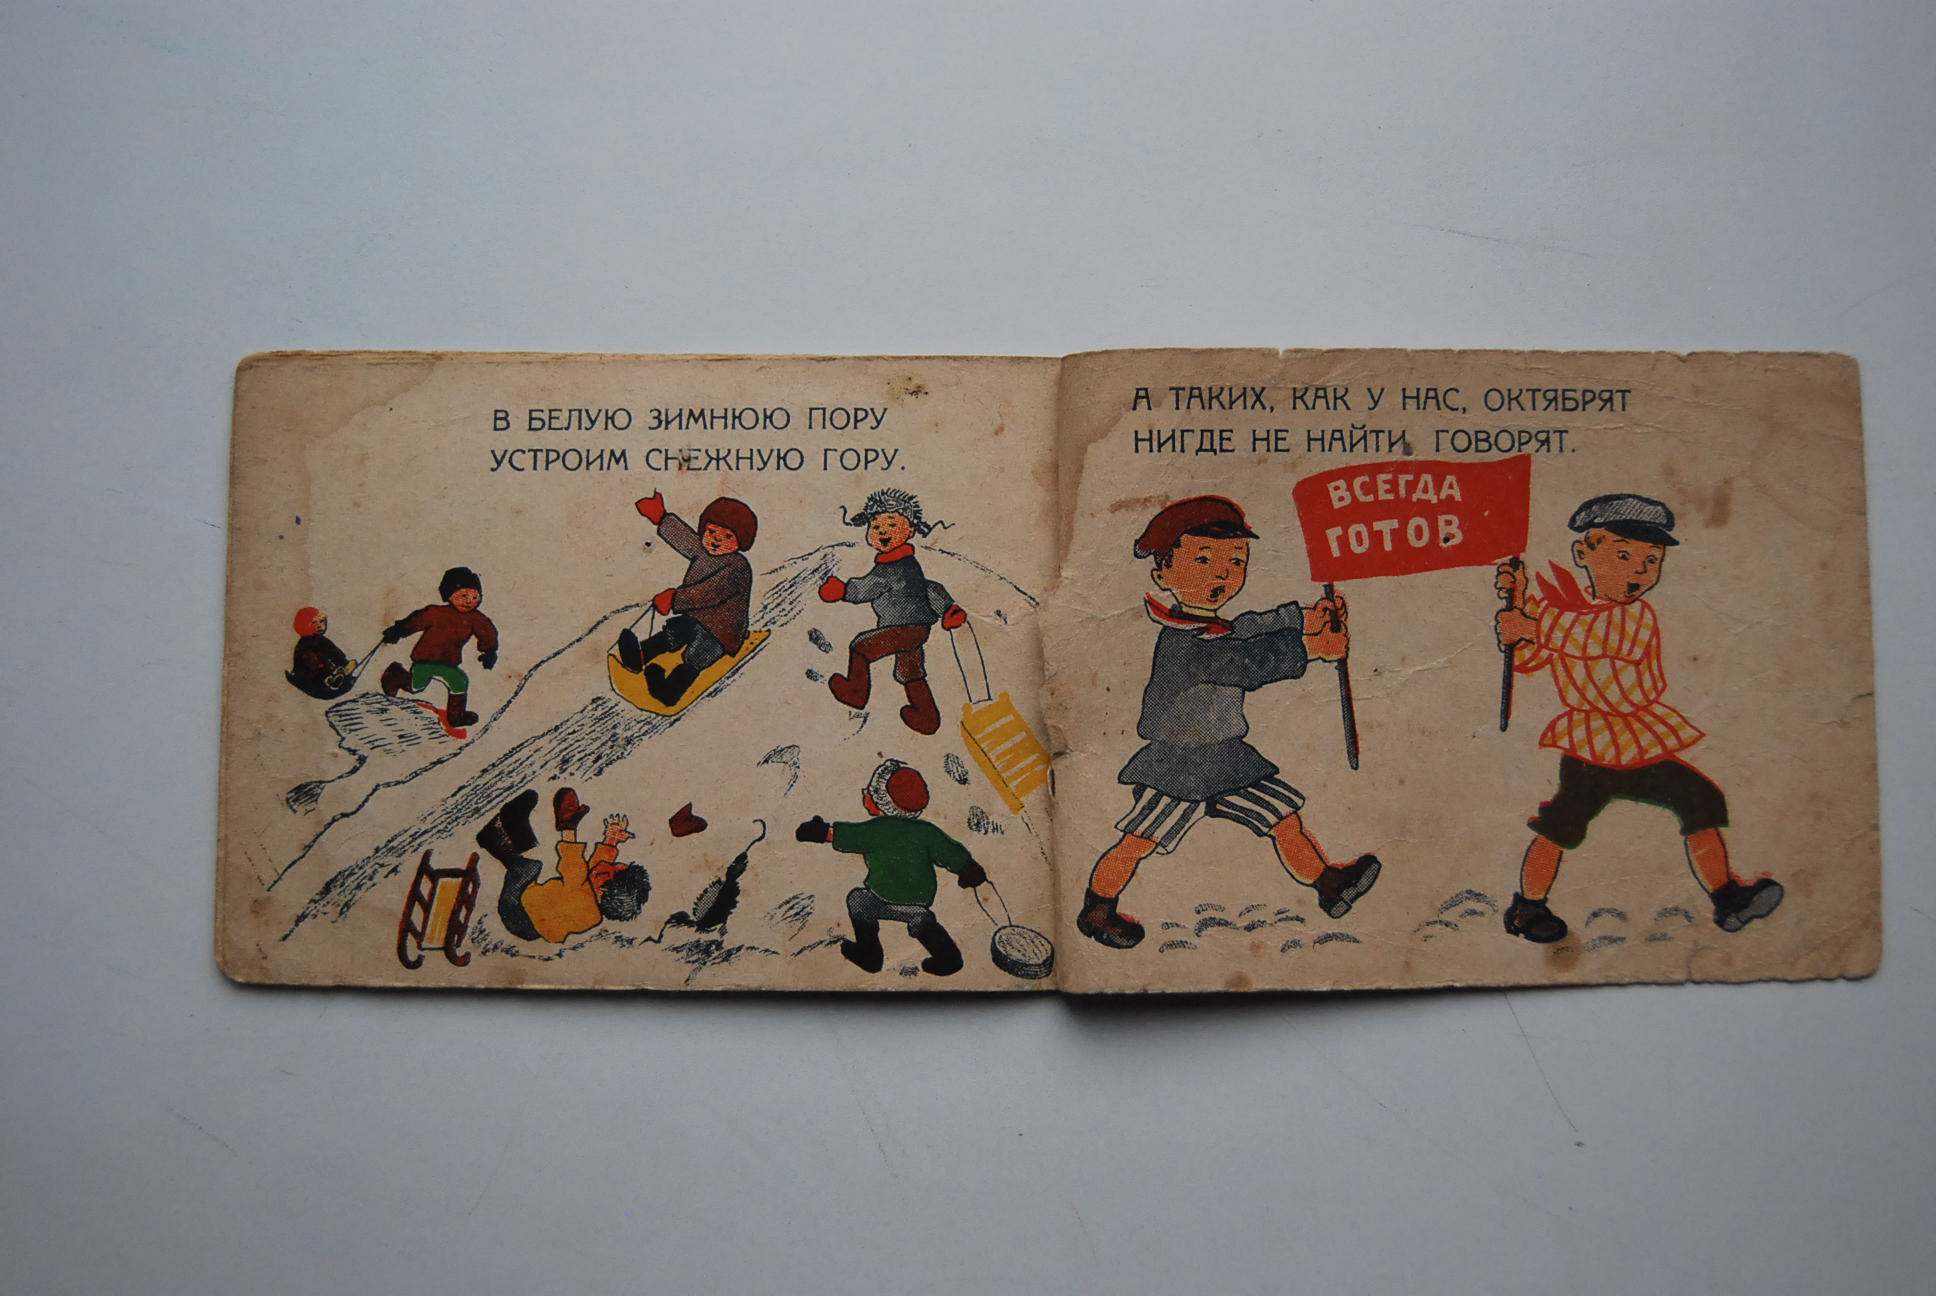 В БЕЛУЮ ЗИМНЮЮ ПОРУ
УСТРОИМ СНЕЖНУЮ ГОРУ.
А ТАКИХ, КАК У НАС, ОКТЯБРЯТ
НИГДЕ НЕ НАЙТИ ГОВОРЯТ.
ВСЕГДА
ГОТОВ